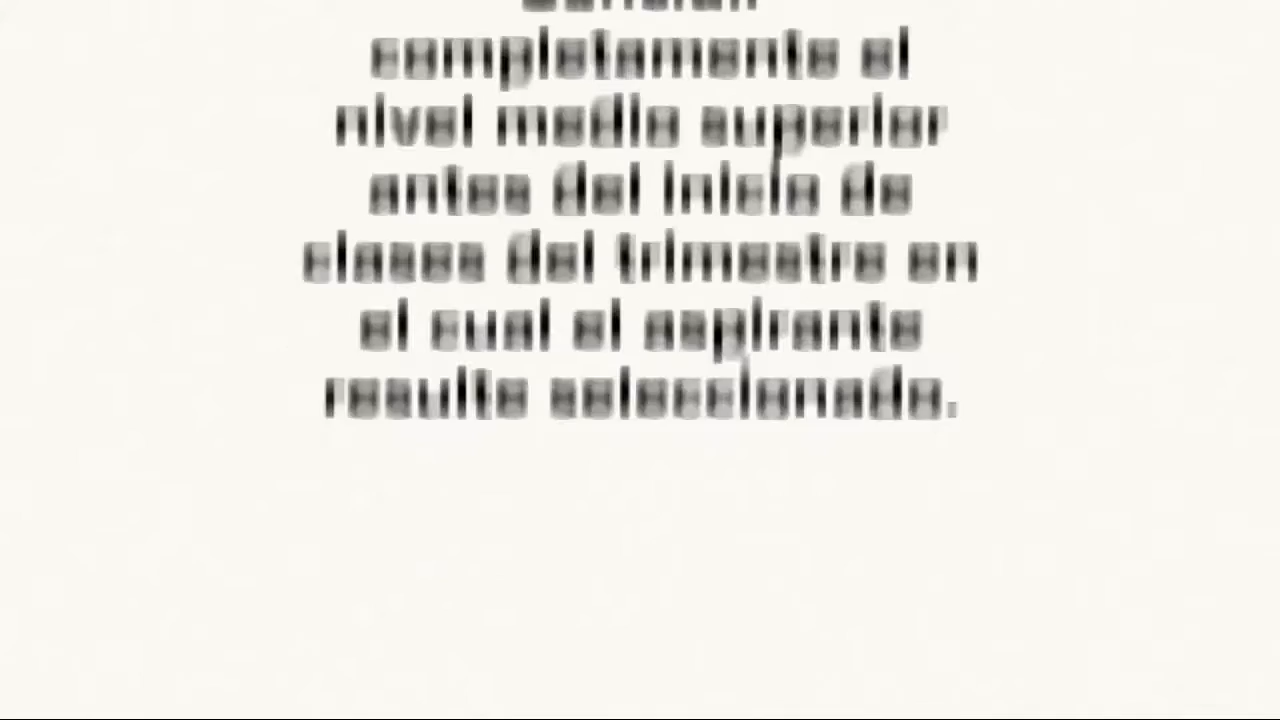 completamente el
nivel medio superior
antes del inicio de
clases del trimestre en
el cual el aspirante
resulte seleccionado.